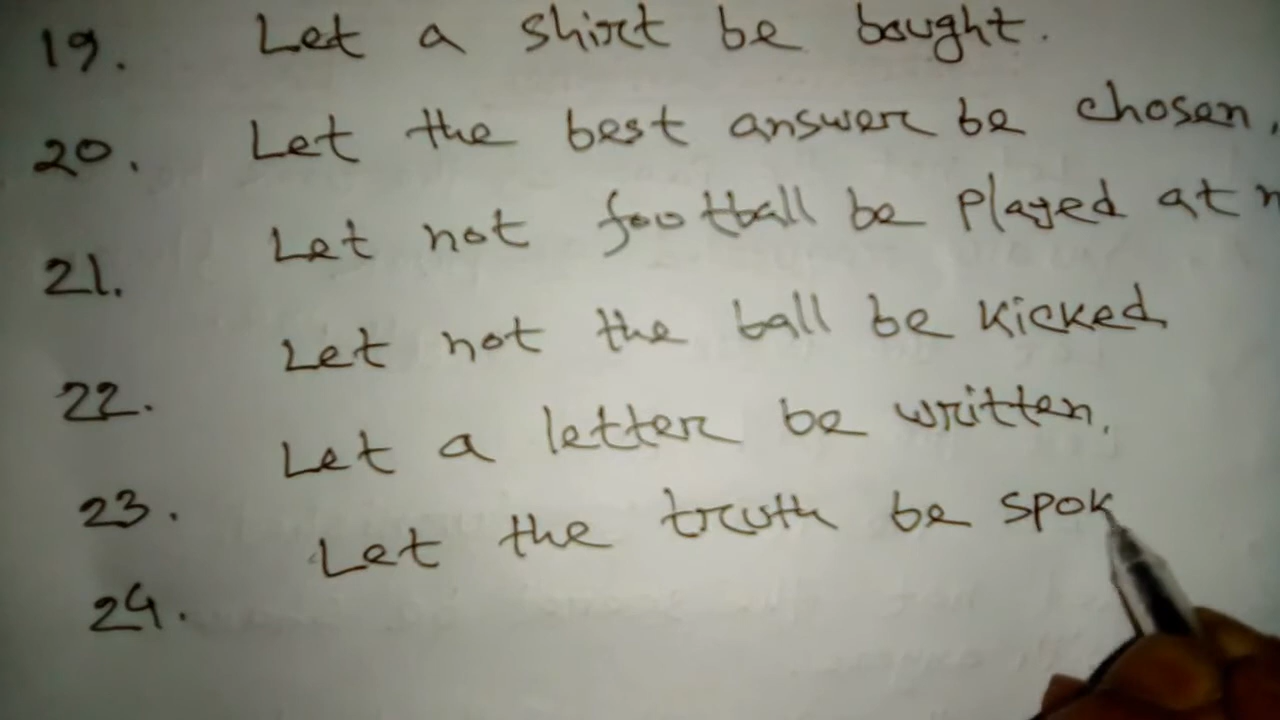 19. Let a shirt be bought.
20. Let the best answer be chosen.
21. Let not football be played at n
22. Let not the ball be kicked
23. Let a letter be written.
24. Let the truth be spok